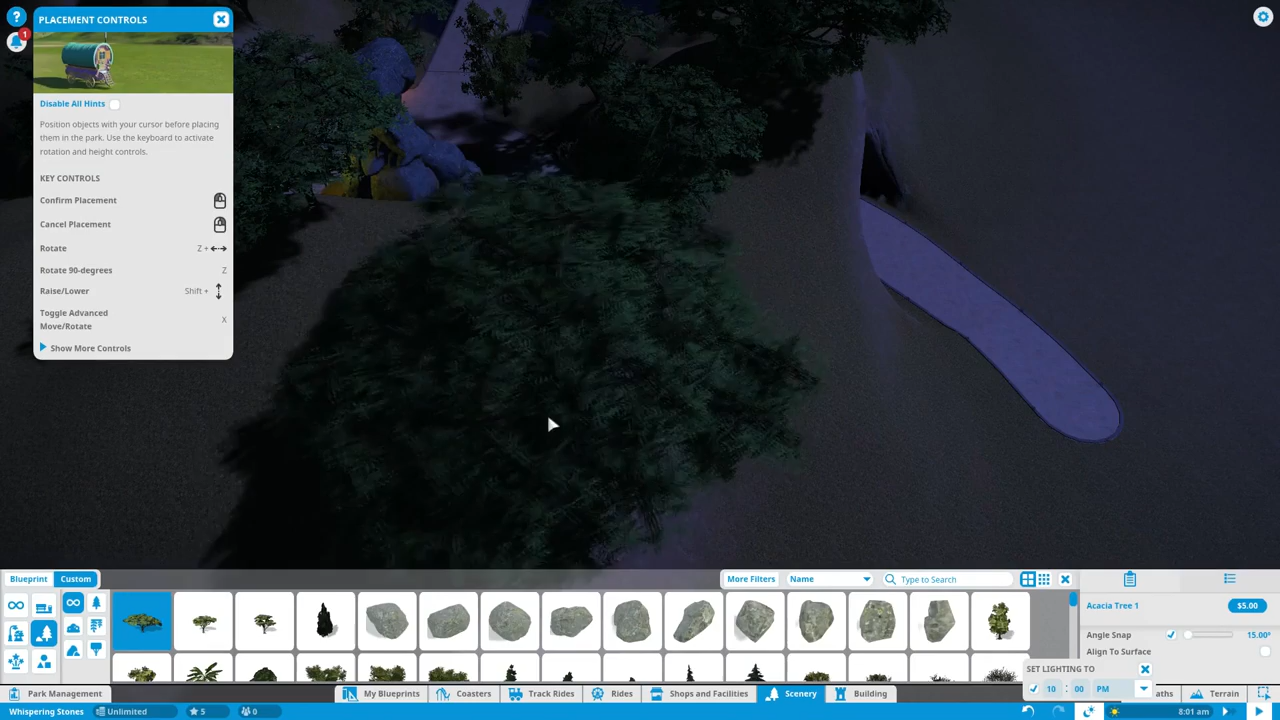 ?
PLACEMENT CONTROLS
1
Disable All Hints
Position objects with your cursor before placing
them in the park. Use the keyboard to activate
rotation and height controls.
KEY CONTROLS
Confirm Placement
Cancel Placement
Rotate Z +
Rotate 90-degrees Z
Raise/Lower Shift +
Toggle Advanced
Move/Rotate X
Show More Controls
Blueprint Custom More Filters Name Type to Search
Acacia Tree 1 $5.00
Angle Snap 15.00°
Align To Surface
SET LIGHTING TO
10 : 00 PM
Park Management My Blueprints Coasters Track Rides Rides Shops and Facilities Scenery Building aths Terrain
Whispering Stones Unlimited 5 0 8:01 am